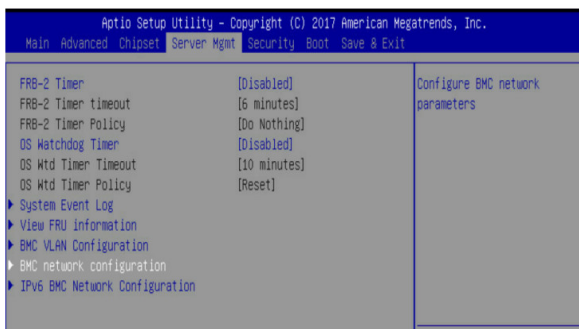 Aptio Setup Utility – Copyright (C) 2017 American Megatrends, Inc.
Main Advanced Chipset Server Mgmt Security Boot Save & Exit
FRB-2 Timer [Disabled] Configure BMC network
FRB-2 Timer timeout [6 minutes] parameters
FRB-2 Timer Policy [Do Nothing]
OS Watchdog Timer [Disabled]
OS Wtd Timer Timeout [10 minutes]
OS Wtd Timer Policy [Reset]
System Event Log
View FRU information
BMC VLAN Configuration
BMC network configuration
IPv6 BMC Network Configuration